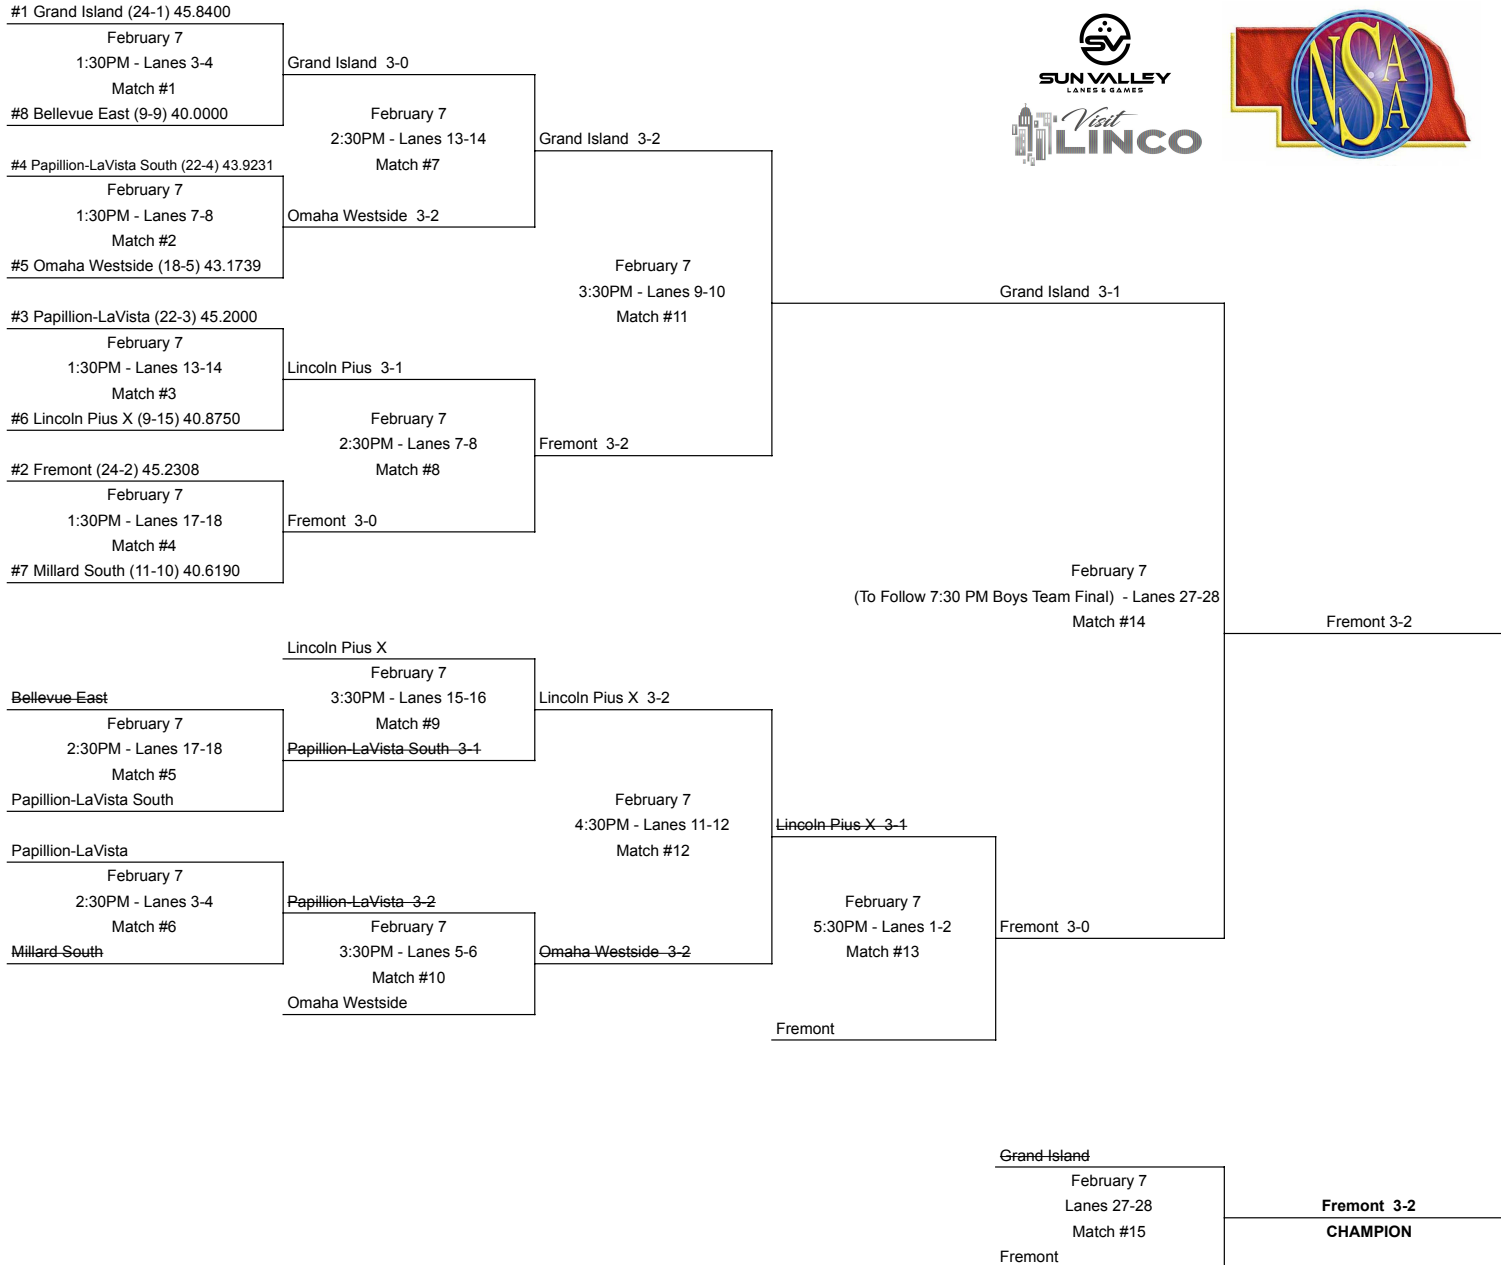 #1 Grand Island (24-1) 45.8400
February 7
1:30PM - Lanes 3-4
Match #1
#8 Bellevue East (9-9) 40.0000
#4 Papillion-LaVista South (22-4) 43.9231
February 7
1:30PM - Lanes 7-8
Match #2
#5 Omaha Westside (18-5) 43.1739
#3 Papillion-LaVista (22-3) 45.2000
February 7
1:30PM - Lanes 13-14
Match #3
#6 Lincoln Pius X (9-15) 40.8750
#2 Fremont (24-2) 45.2308
February 7
1:30PM - Lanes 17-18
Match #4
#7 Millard South (11-10) 40.6190
Grand Island 3-0
February 7
2:30PM - Lanes 13-14
Match #7
Omaha Westside 3-2
Lincoln Pius 3-1
February 7
2:30PM - Lanes 7-8
Match #8
Fremont 3-0
Grand Island 3-2
February 7
3:30PM - Lanes 9-10
Match #11
Fremont 3-2
Grand Island 3-1
SV
SUN VALLEY
LANES & GAMES
Visit
LINCO
NSAA
February 7
(To Follow 7:30 PM Boys Team Final) - Lanes 27-28
Match #14
Fremont 3-2
Bellevue East
February 7
2:30PM - Lanes 17-18
Match #5
Papillion-LaVista South
Papillion-LaVista
February 7
2:30PM - Lanes 3-4
Match #6
Millard South
Lincoln Pius X
February 7
3:30PM - Lanes 15-16
Match #9
Papillion-LaVista South 3-1
Papillion-LaVista 3-2
February 7
3:30PM - Lanes 5-6
Match #10
Omaha Westside
Lincoln Pius X 3-2
February 7
4:30PM - Lanes 11-12
Match #12
Omaha Westside 3-2
Lincoln Pius X 3-1
February 7
5:30PM - Lanes 1-2
Match #13
Fremont
Fremont 3-0
Grand Island
February 7
Lanes 27-28
Match #15
Fremont
Fremont 3-2
CHAMPION